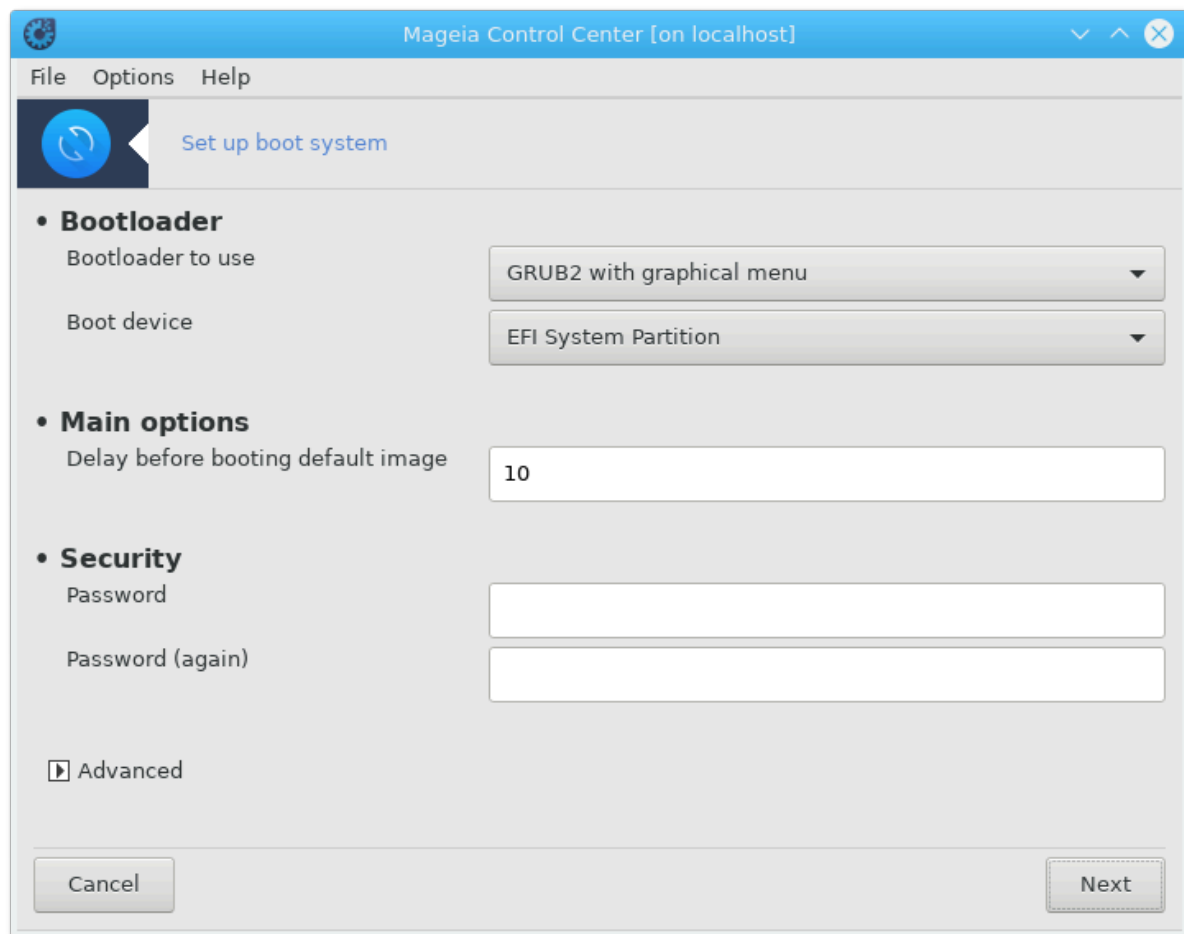 Mageia Control Center [on localhost]
File Options Help
Set up boot system
• Bootloader
Bootloader to use
GRUB2 with graphical menu
Boot device
EFI System Partition
• Main options
Delay before booting default image
10
• Security
Password
Password (again)
Advanced
Cancel
Next